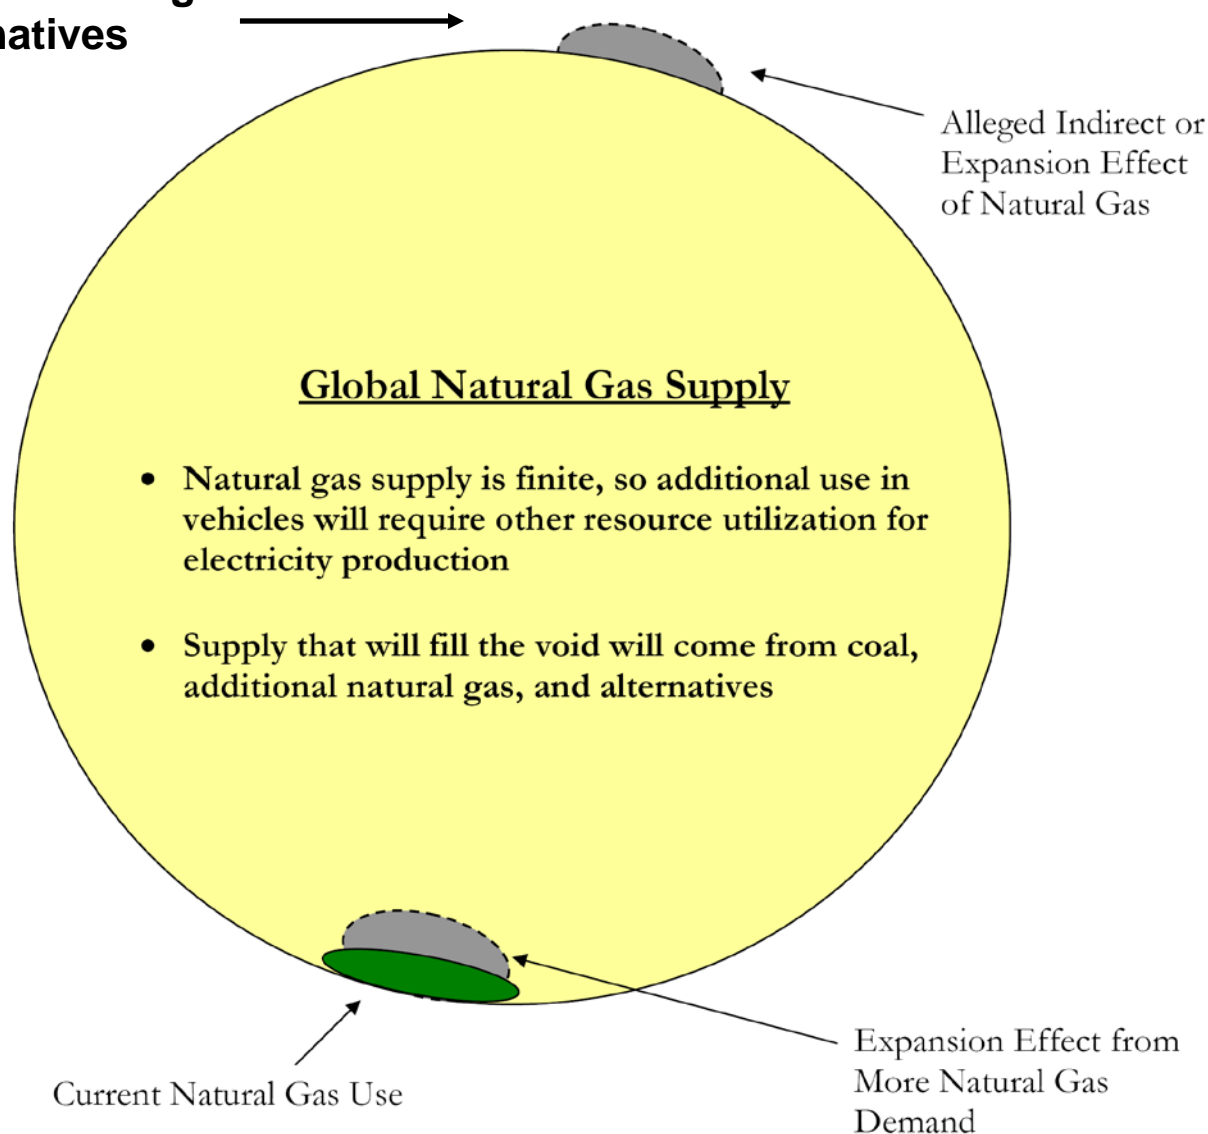 natives
Alleged Indirect or
Expansion Effect
of Natural Gas
Global Natural Gas Supply
• Natural gas supply is finite, so additional use in
vehicles will require other resource utilization for
electricity production
• Supply that will fill the void will come from coal,
additional natural gas, and alternatives
Current Natural Gas Use
Expansion Effect from
More Natural Gas
Demand